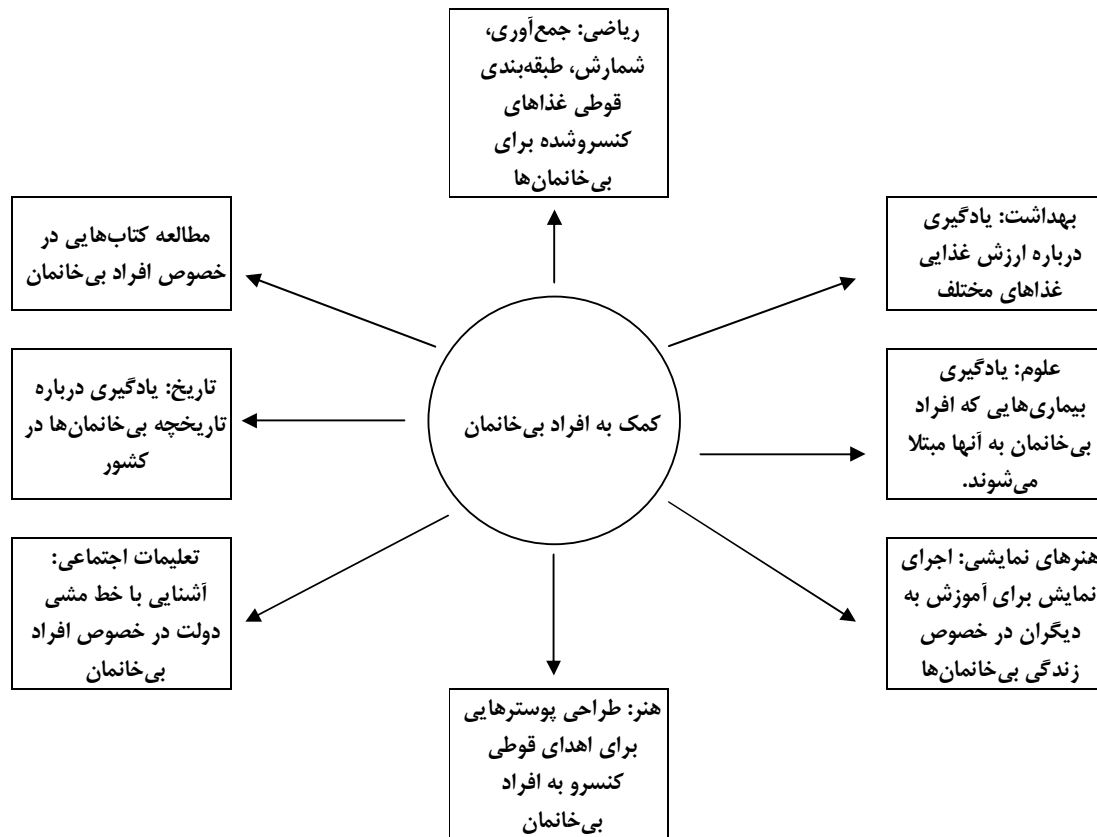 ریاضی: جمع‌آوری،
شمارش، طبقه‌بندی
قوطی غذاهای
کنسروشده برای
بی‌خانمان‌ها
بهداشت: یادگیری
درباره ارزش غذایی
غذاهای مختلف
مطالعه کتاب‌هایی در
خصوص افراد بی‌خانمان
علوم: یادگیری
بیماری‌هایی که افراد
بی‌خانمان به آنها مبتلا
می‌شوند.
کمک به افراد بی‌خانمان
تاریخ: یادگیری درباره
تاریخچه بی‌خانمان‌ها در
کشور
هنرهای نمایشی: اجرای
نمایش برای آموزش به
دیگران در خصوص
زندگی بی‌خانمان‌ها
تعلیمات اجتماعی:
آشنایی با خط مشی
دولت در خصوص افراد
بی‌خانمان
هنر: طراحی پوسترهایی
برای اهدای قوطی
کنسرو به افراد
بی‌خانمان